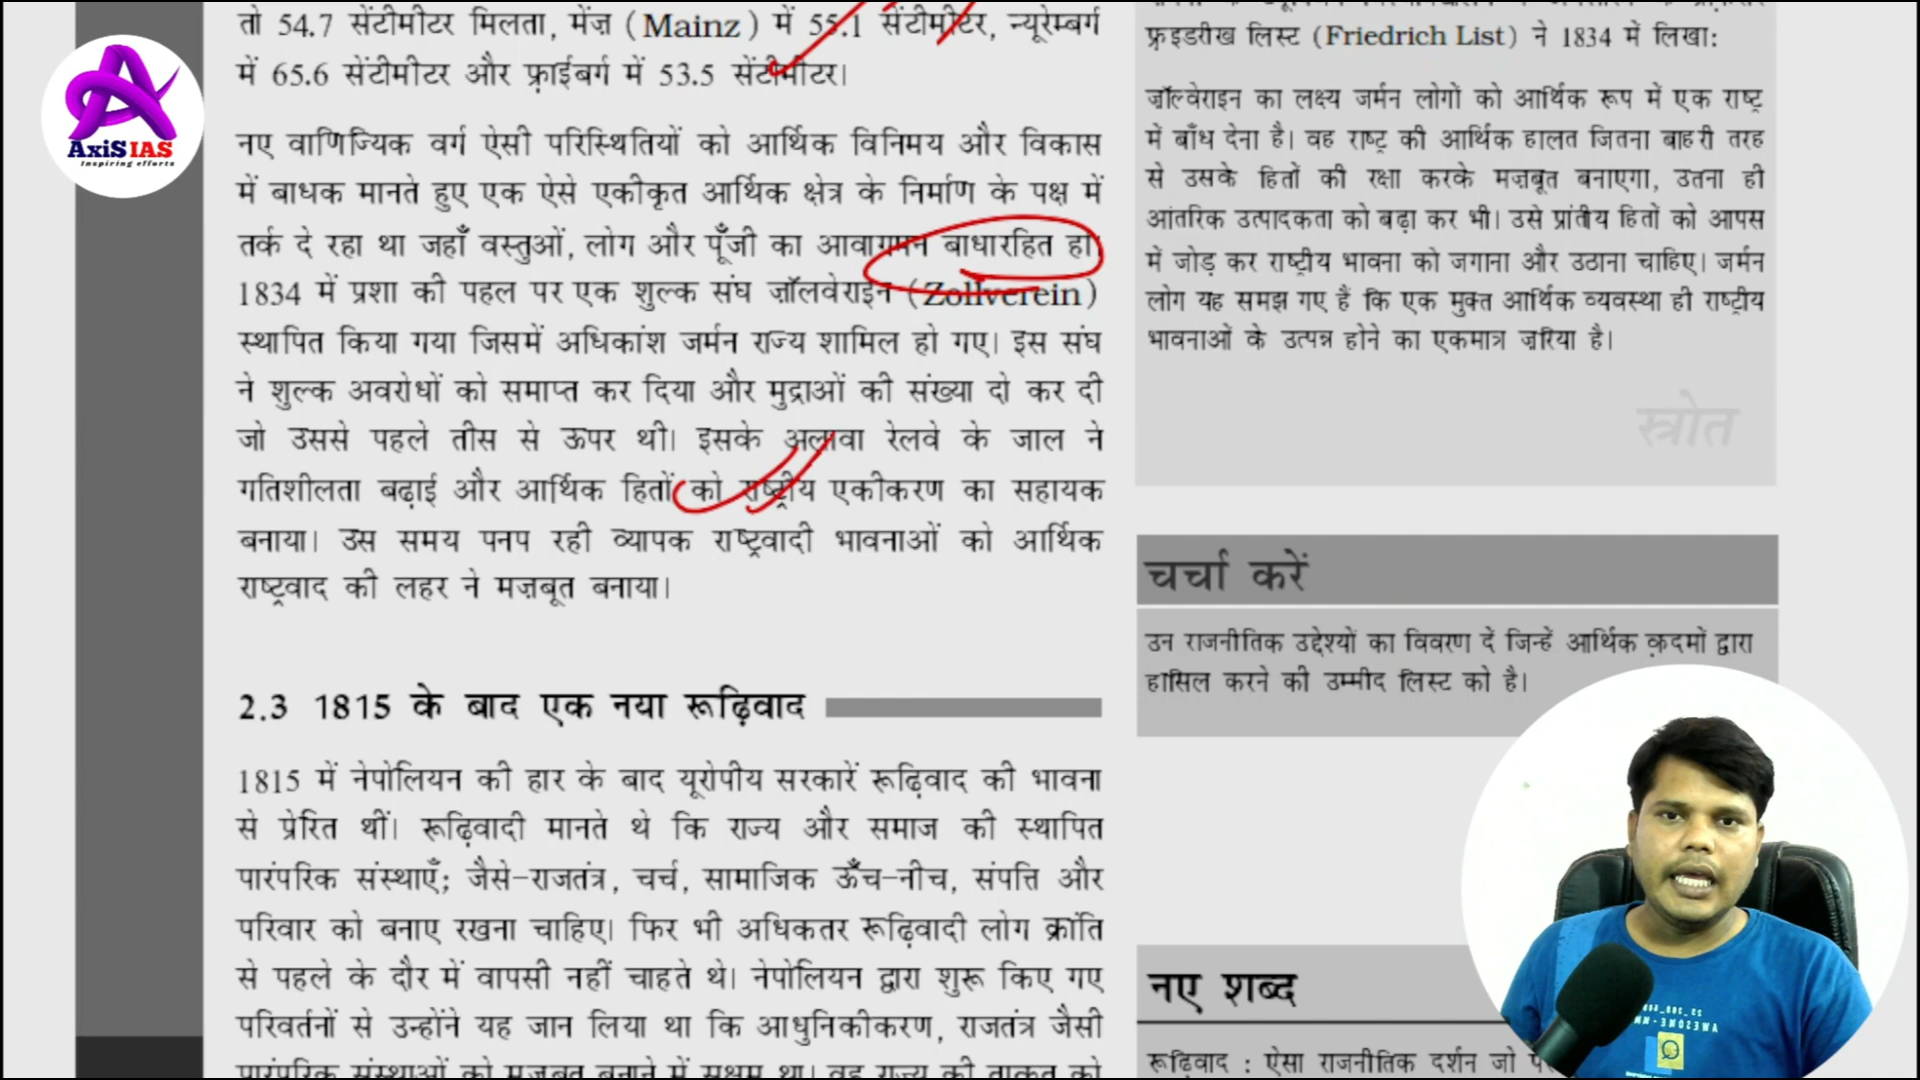 तो 54.7 सेंटीमीटर मिलता, मेंज़ (Mainz) में 55.1 सेंटीमीटर, न्यूरेम्बर्ग
में 65.6 सेंटीमीटर और फ्राईबर्ग में 53.5 सेंटीमीटर।
नए वाणिज्यिक वर्ग ऐसी परिस्थितियों को आर्थिक विनिमय और विकास
में बाधक मानते हुए एक ऐसे एकीकृत आर्थिक क्षेत्र के निर्माण के पक्ष में
तर्क दे रहा था जहाँ वस्तुओं, लोग और पूँजी का आवागमन बाधारहित हो।
1834 में प्रशा की पहल पर एक शुल्क संघ ज़ॉलवेराइन (Zollverein)
स्थापित किया गया जिसमें अधिकांश जर्मन राज्य शामिल हो गए। इस संघ
ने शुल्क अवरोधों को समाप्त कर दिया और मुद्राओं की संख्या दो कर दी
जो उससे पहले तीस से ऊपर थी। इसके अलावा रेलवे के जाल ने
गतिशीलता बढ़ाई और आर्थिक हितों को राष्ट्रीय एकीकरण का सहायक
बनाया। उस समय पनप रही व्यापक राष्ट्रवादी भावनाओं को आर्थिक
राष्ट्रवाद की लहर ने मज़बूत बनाया।
2.3 1815 के बाद एक नया रूढ़िवाद
1815 में नेपोलियन की हार के बाद यूरोपीय सरकारें रूढ़िवाद की भावना
से प्रेरित थीं। रूढ़िवादी मानते थे कि राज्य और समाज की स्थापित
पारंपरिक संस्थाएँ; जैसे–राजतंत्र, चर्च, सामाजिक ऊँच-नीच, संपत्ति और
परिवार को बनाए रखना चाहिए। फिर भी अधिकतर रूढ़िवादी लोग क्रांति
से पहले के दौर में वापसी नहीं चाहते थे। नेपोलियन द्वारा शुरू किए गए
परिवर्तनों से उन्होंने यह जान लिया था कि आधुनिकीकरण, राजतंत्र जैसी
पारंपरिक संस्थाओं को मज़बूत बनाने में सक्षम था। वह राज्य की ताकत को
फ्रइडरीख लिस्ट (Friedrich List) ने 1834 में लिखा:
ज़ॉल्वेराइन का लक्ष्य जर्मन लोगों को आर्थिक रूप में एक राष्ट्र
में बाँध देना है। वह राष्ट्र की आर्थिक हालत जितना बाहरी तरह
से उसके हितों की रक्षा करके मज़बूत बनाएगा, उतना ही
आंतरिक उत्पादकता को बढ़ा कर भी। उसे प्रांतीय हितों को आपस
में जोड़ कर राष्ट्रीय भावना को जगाना और उठाना चाहिए। जर्मन
लोग यह समझ गए हैं कि एक मुक्त आर्थिक व्यवस्था ही राष्ट्रीय
भावनाओं के उत्पन्न होने का एकमात्र ज़रिया है।
स्त्रोत
चर्चा करें
उन राजनीतिक उद्देश्यों का विवरण दें जिन्हें आर्थिक क़दमों द्वारा
हासिल करने की उम्मीद लिस्ट को है।
नए शब्द
रूढ़िवाद : ऐसा राजनीतिक दर्शन जो
AxiS IAS
Inspiring efforts